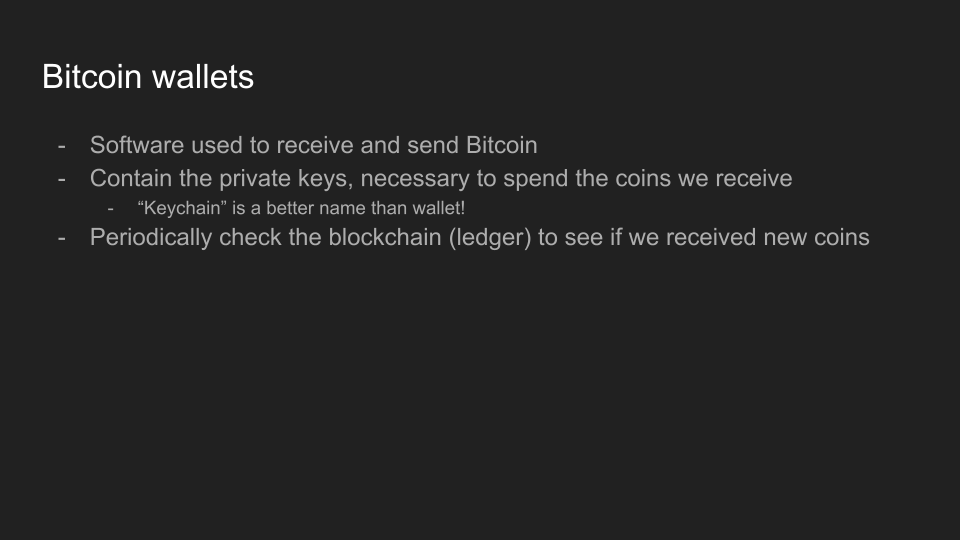 Bitcoin wallets
- Software used to receive and send Bitcoin
- Contain the private keys, necessary to spend the coins we receive
- “Keychain” is a better name than wallet!
- Periodically check the blockchain (ledger) to see if we received new coins